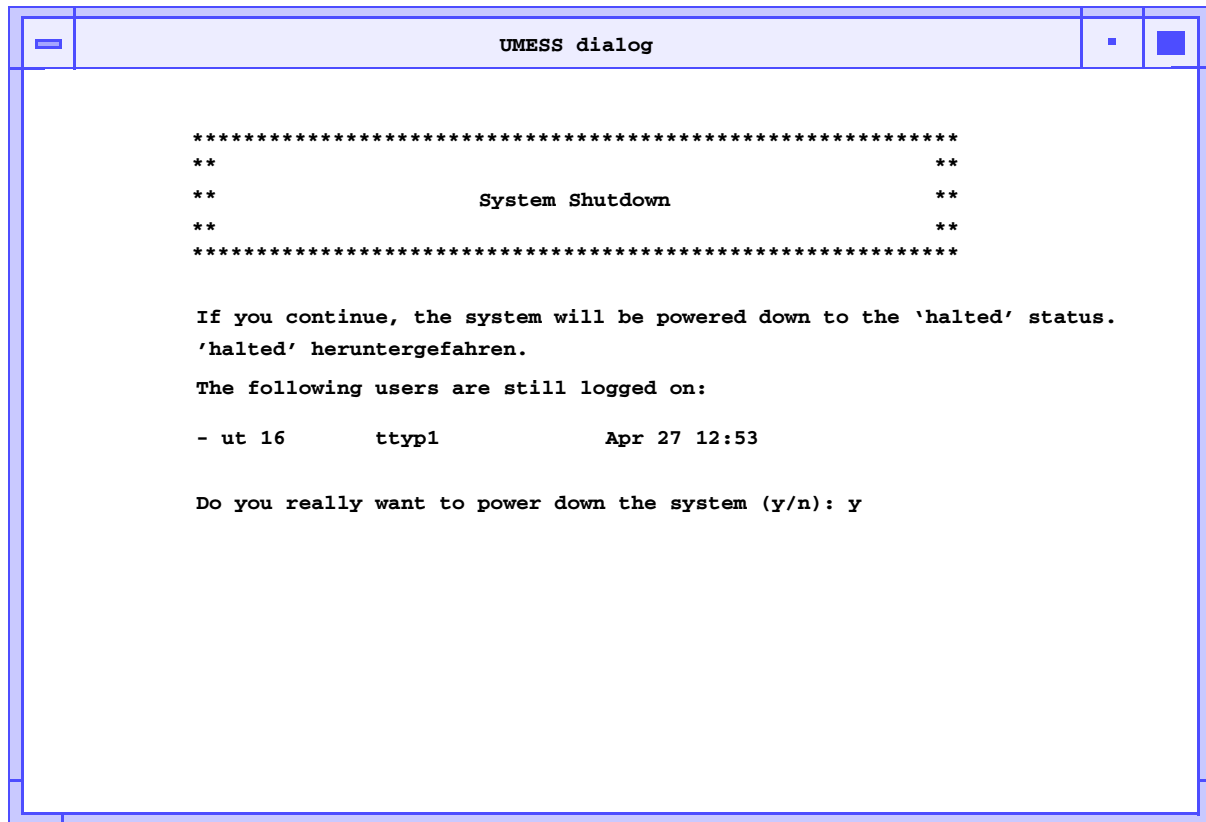 UMESS dialog
************************************************************
** **
** System Shutdown **
** **
************************************************************
If you continue, the system will be powered down to the ‘halted’ status.
’halted’ heruntergefahren.
The following users are still logged on:
- ut 16 ttyp1 Apr 27 12:53
Do you really want to power down the system (y/n): y